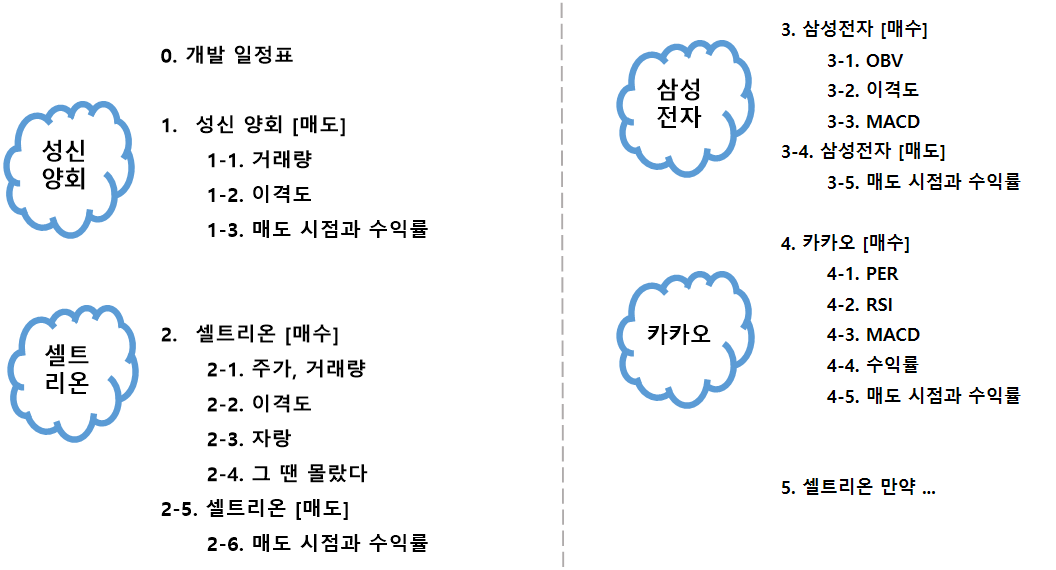 0. 개발 일정표
성신
양회
1. 성신 양회 [매도]
1-1. 거래량
1-2. 이격도
1-3. 매도 시점과 수익률
셀트
리온
2. 셀트리온 [매수]
2-1. 주가, 거래량
2-2. 이격도
2-3. 자랑
2-4. 그 땐 몰랐다
2-5. 셀트리온 [매도]
2-6. 매도 시점과 수익률
삼성
전자
3. 삼성전자 [매수]
3-1. OBV
3-2. 이격도
3-3. MACD
3-4. 삼성전자 [매도]
3-5. 매도 시점과 수익률
카카오
4. 카카오 [매수]
4-1. PER
4-2. RSI
4-3. MACD
4-4. 수익률
4-5. 매도 시점과 수익률
5. 셀트리온 만약 ...